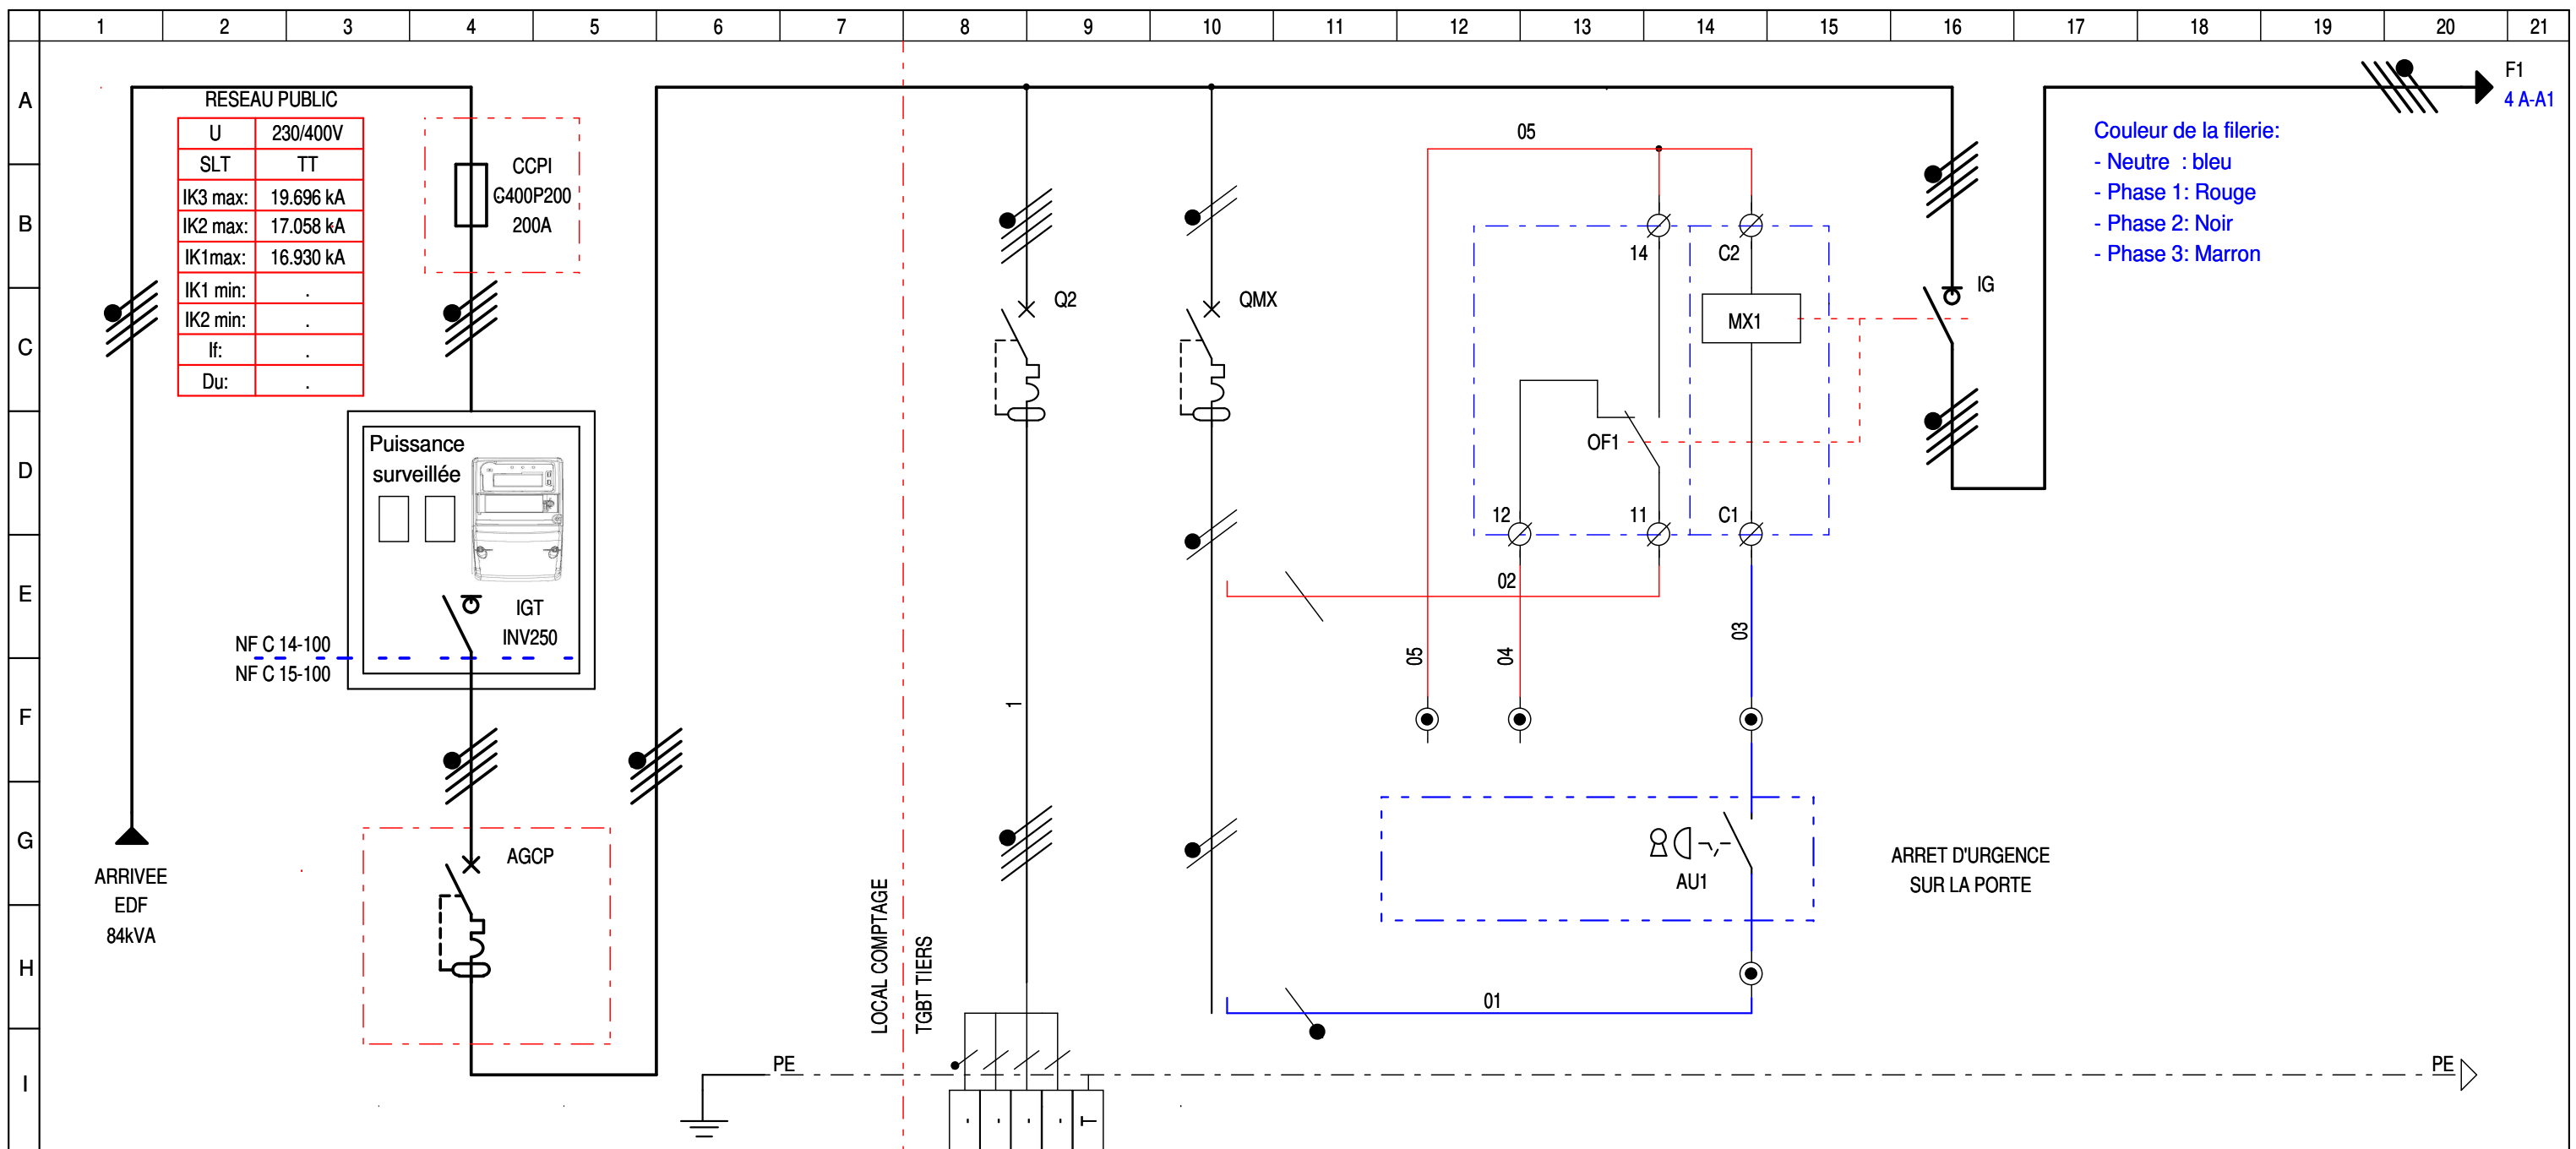 1 2 3 4 5 6 7 8 9 10 11 12 13 14 15 16 17 18 19 20 21
A
B
C
D
E
F
G
H
I
RESEAU PUBLIC
U 230/400V
SLT TT
IK3 max: 19.696 kA
IK2 max: 17.058 kA
IK1max: 16.930 kA
IK1 min: .
IK2 min: .
If: .
Du: .
CCPI
C400P200
200A
Puissance
surveillée
IGT
INV250
NF C 14-100
NF C 15-100
AGCP
ARRIVEE
EDF
84kVA
LOCAL COMPTAGE
TGBT TIERS
PE
Q2
1
- - - - T
QMX
05
14
C2
MX1
OF1
12
11
C1
02
05
04
03
AU1
01
ARRET D'URGENCE
SUR LA PORTE
IG
F1
4 A-A1
Couleur de la filerie:
- Neutre : bleu
- Phase 1: Rouge
- Phase 2: Noir
- Phase 3: Marron
PE